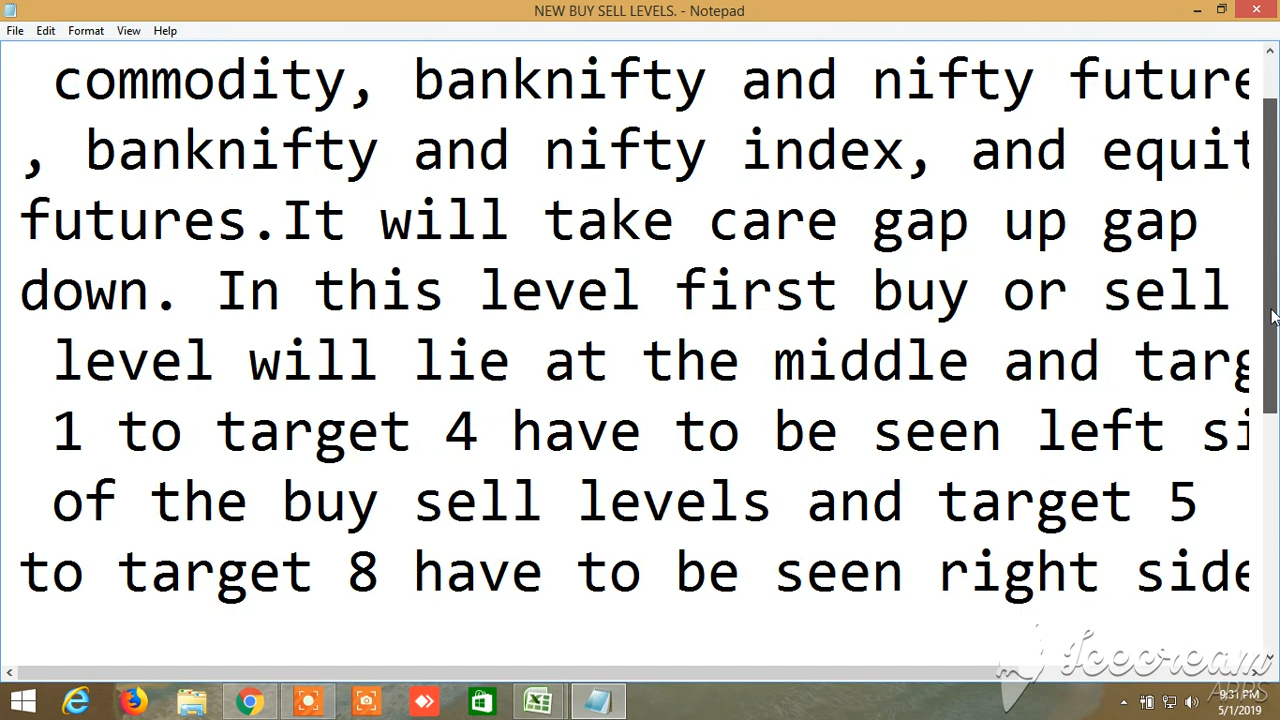 NEW BUY SELL LEVELS. - Notepad
File Edit Format View Help
commodity, banknifty and nifty future
, banknifty and nifty index, and equit
futures.It will take care gap up gap
down. In this level first buy or sell
level will lie at the middle and targ
1 to target 4 have to be seen left si
of the buy sell levels and target 5
to target 8 have to be seen right side
Icecream
APPS
9:31 PM
5/1/2019